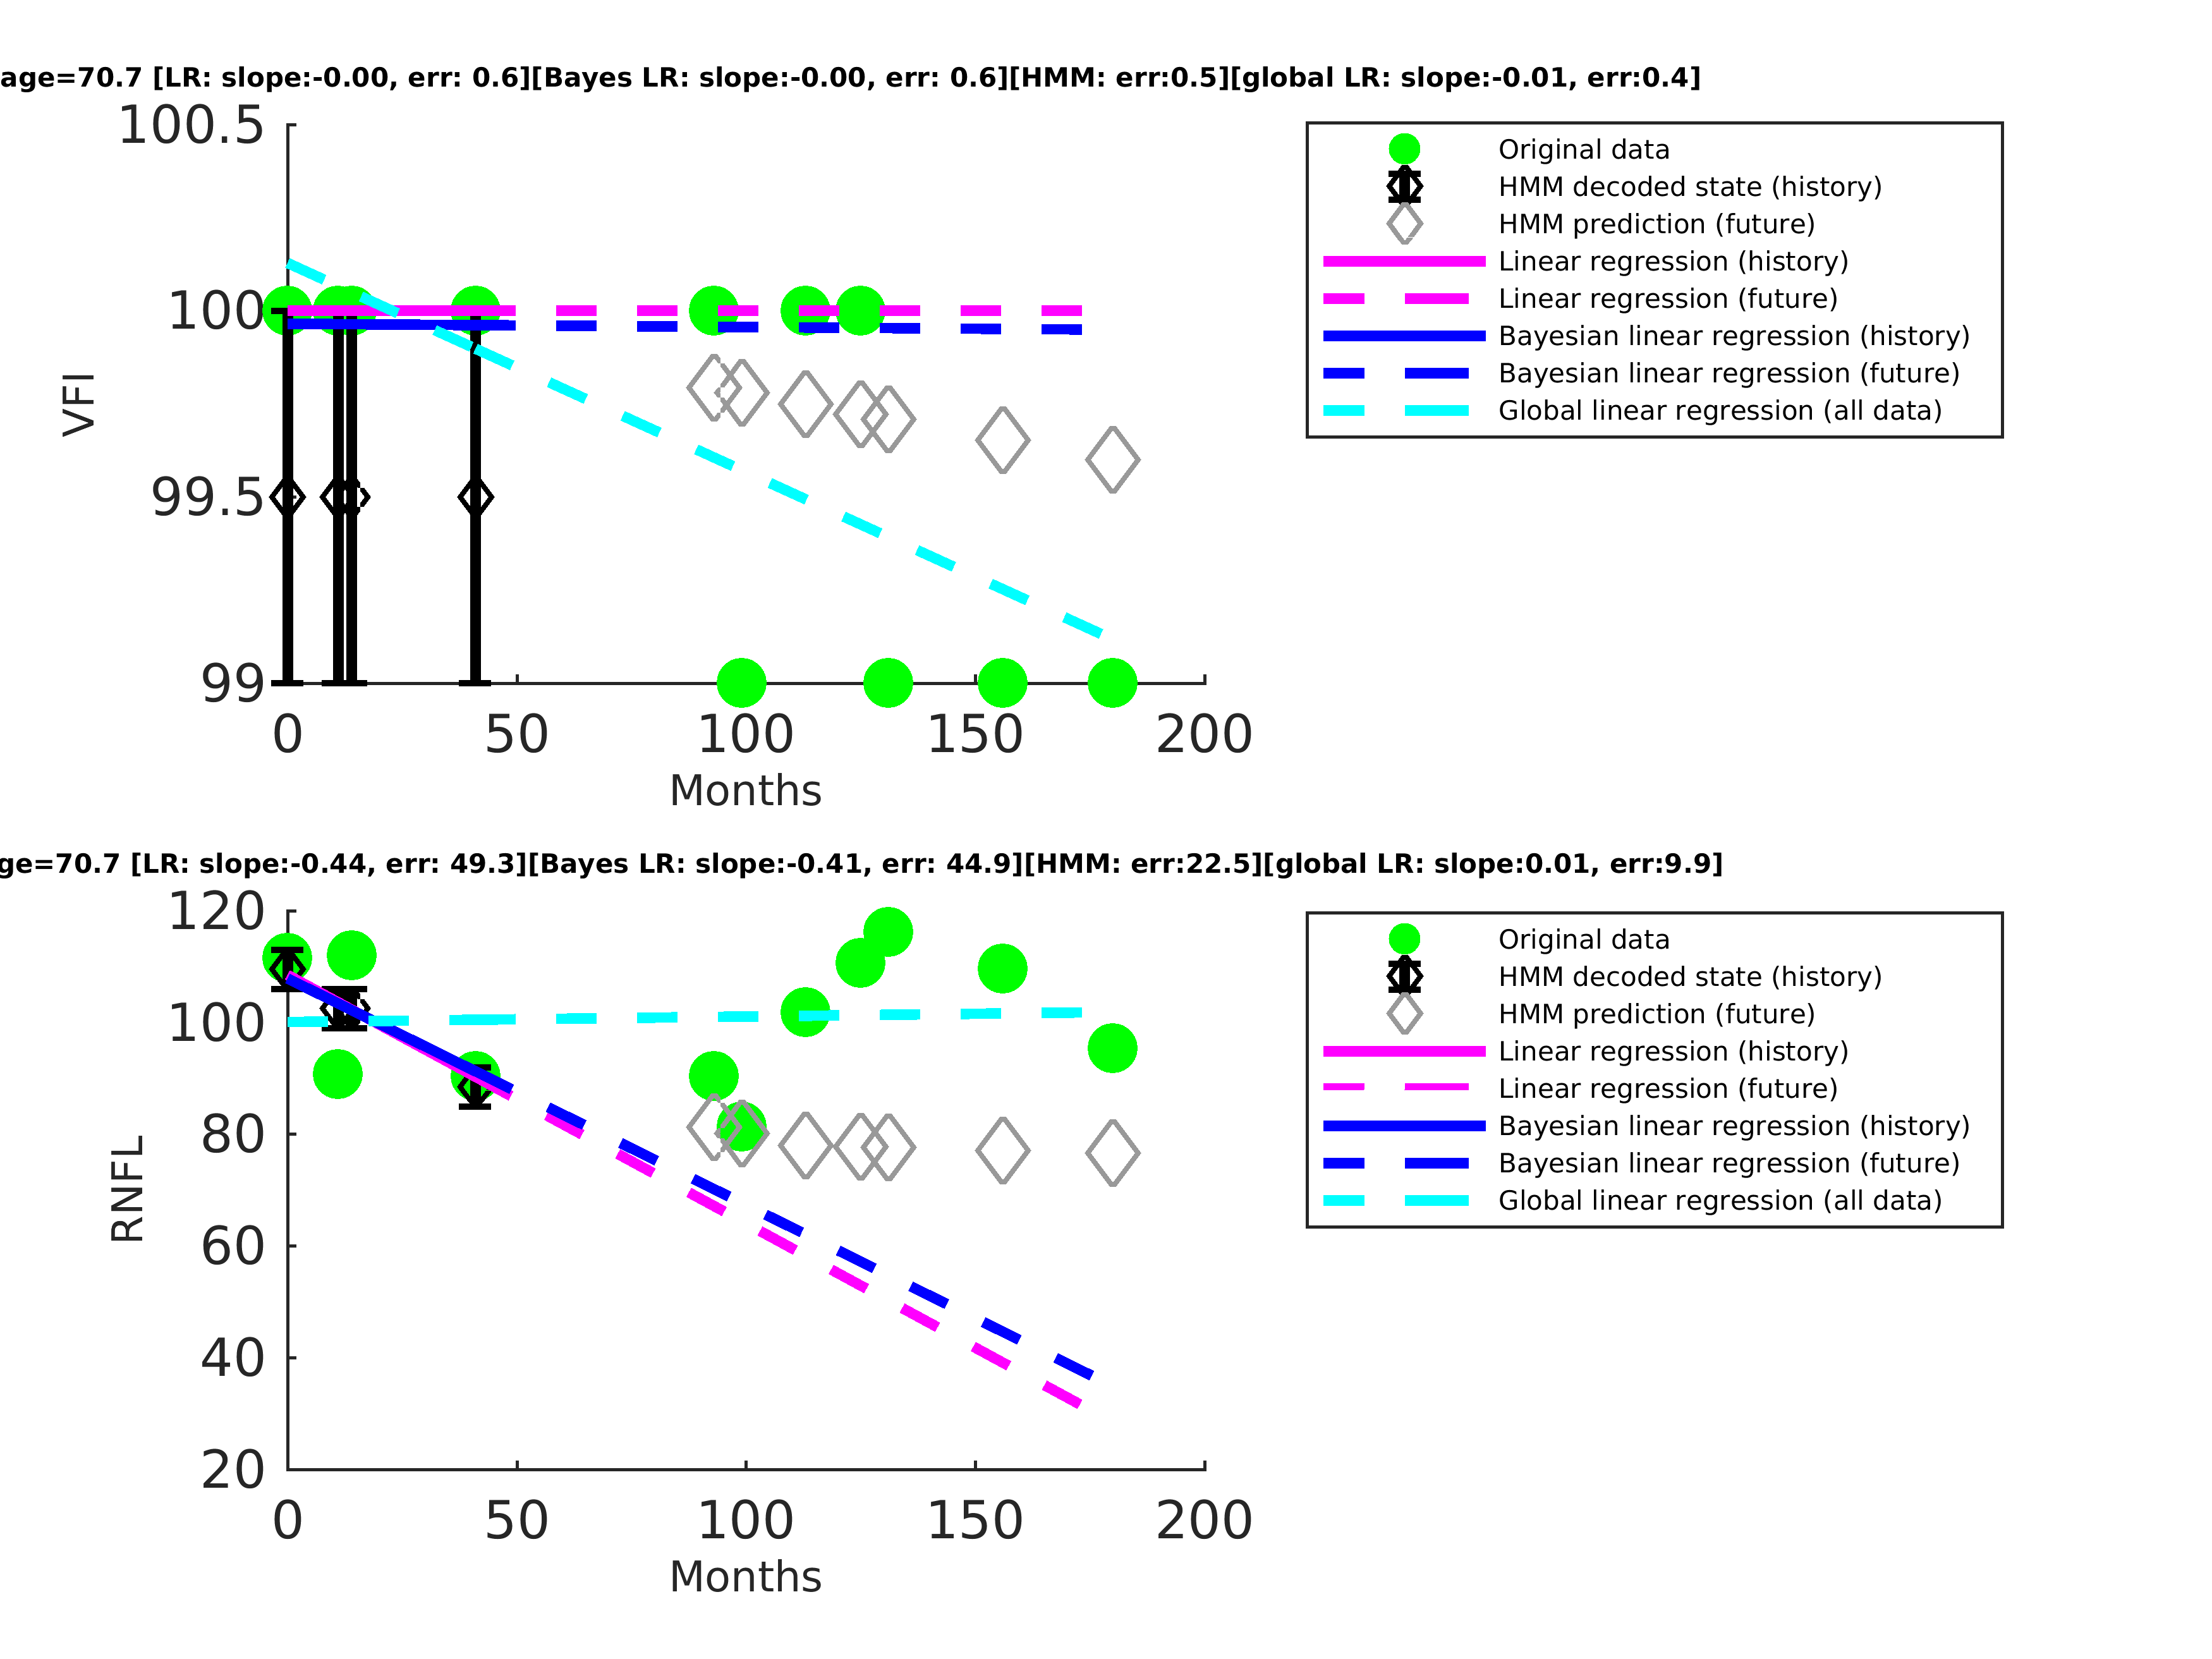 age=70.7 [LR: slope:-0.00, err: 0.6][Bayes LR: slope:-0.00, err: 0.6][HMM: err:0.5][global LR: slope:-0.01, err:0.4]
100.5
100
99.5
99
VFI
0 50 100 150 200
Months
Original data
HMM decoded state (history)
HMM prediction (future)
Linear regression (history)
Linear regression (future)
Bayesian linear regression (history)
Bayesian linear regression (future)
Global linear regression (all data)
ge=70.7 [LR: slope:-0.44, err: 49.3][Bayes LR: slope:-0.41, err: 44.9][HMM: err:22.5][global LR: slope:0.01, err:9.9]
120
100
80
60
40
20
RNFL
0 50 100 150 200
Months
Original data
HMM decoded state (history)
HMM prediction (future)
Linear regression (history)
Linear regression (future)
Bayesian linear regression (history)
Bayesian linear regression (future)
Global linear regression (all data)